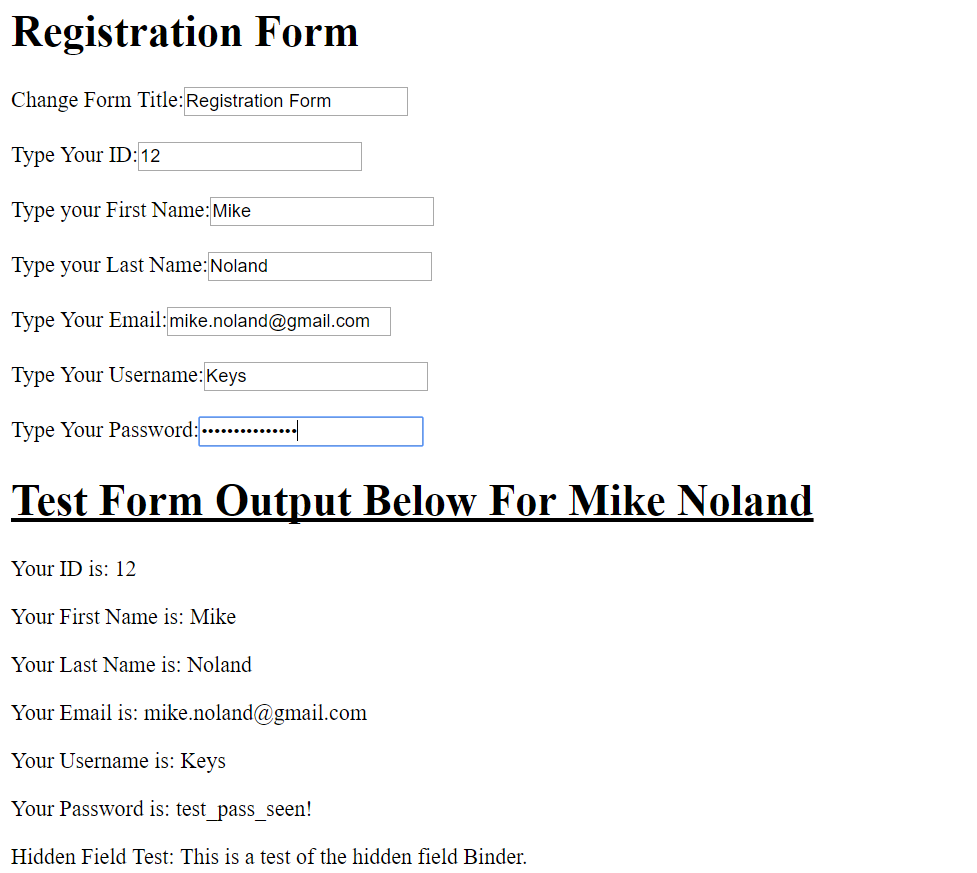 Registration Form
Change Form Title:Registration Form
Type Your ID:12
Type your First Name:Mike
Type your Last Name:Noland
Type Your Email:mike.noland@gmail.com
Type Your Username:Keys
Type Your Password:•••••••••••••••
Test Form Output Below For Mike Noland
Your ID is: 12
Your First Name is: Mike
Your Last Name is: Noland
Your Email is: mike.noland@gmail.com
Your Username is: Keys
Your Password is: test_pass_seen!
Hidden Field Test: This is a test of the hidden field Binder.